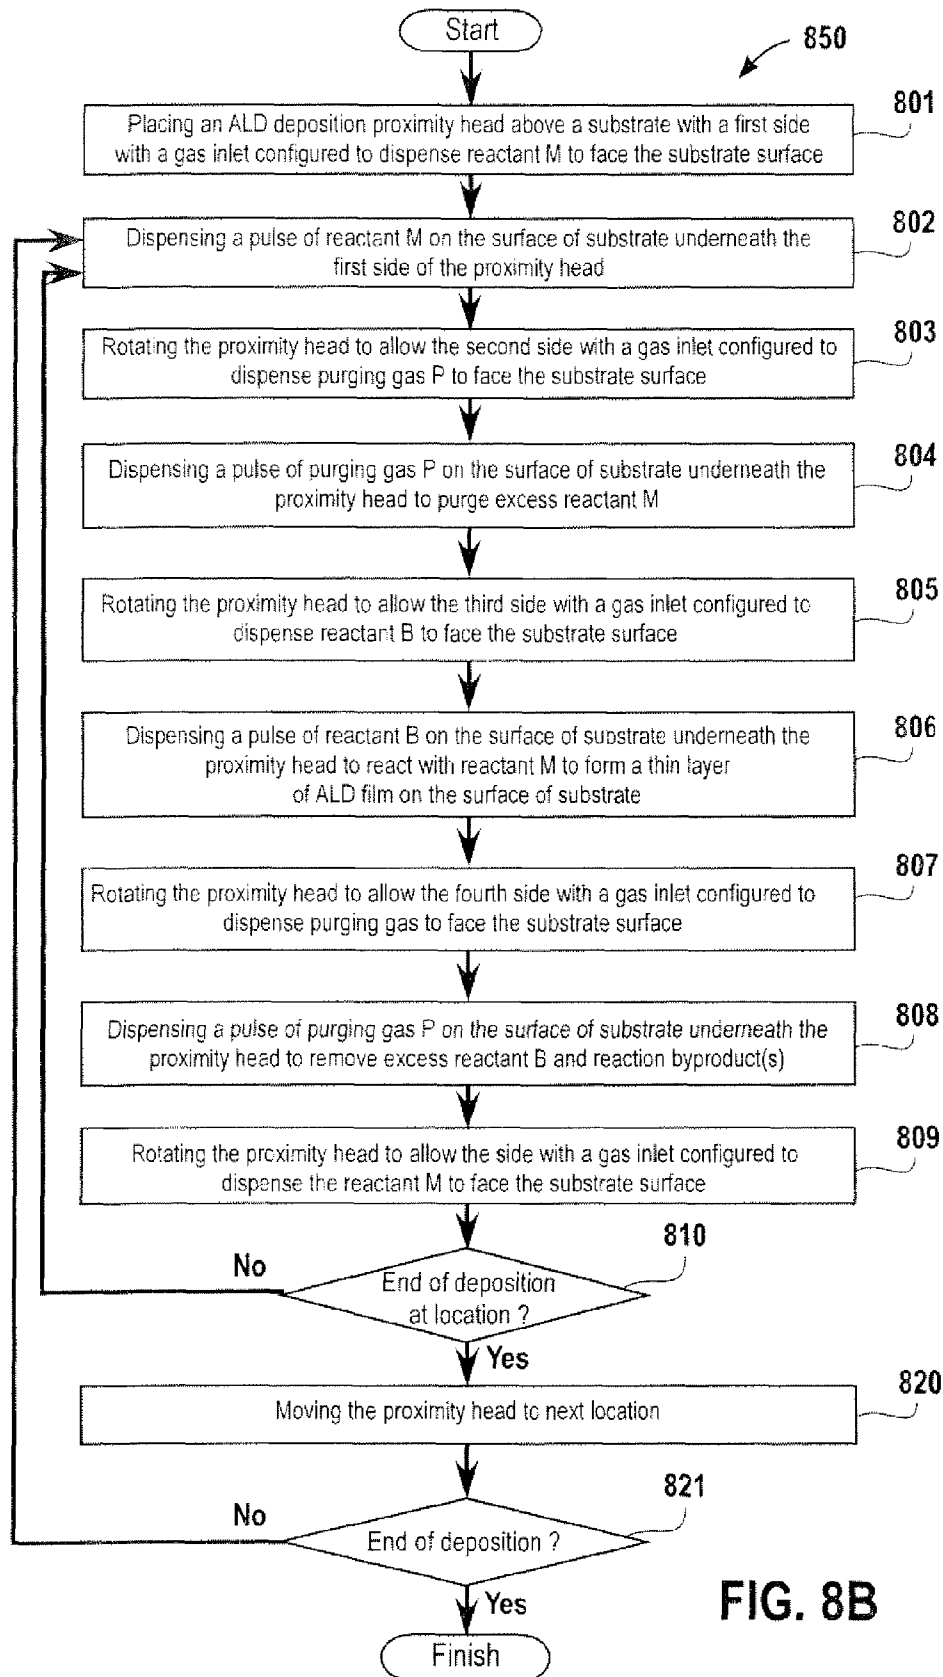 Start
850
801
Placing an ALD deposition proximity head above a substrate with a first side
with a gas inlet configured to dispense reactant M to face the substrate surface
802
Dispensing a pulse of reactant M on the surface of substrate underneath the
first side of the proximity head
803
Rotating the proximity head to allow the second side with a gas inlet configured to
dispense purging gas P to face the substrate surface
804
Dispensing a pulse of purging gas P on the surface of substrate underneath the
proximity head to purge excess reactant M
805
Rotating the proximity head to allow the third side with a gas inlet configured to
dispense reactant B to face the substrate surface
806
Dispensing a pulse of reactant B on the surface of substrate underneath the
proximity head to react with reactant M to form a thin layer
of ALD film on the surface of substrate
807
Rotating the proximity head to allow the fourth side with a gas inlet configured to
dispense purging gas to face the substrate surface
808
Dispensing a pulse of purging gas P on the surface of substrate underneath the
proximity head to remove excess reactant B and reaction byproduct(s)
809
Rotating the proximity head to allow the side with a gas inlet configured to
dispense the reactant M to face the substrate surface
810
No
End of deposition
at location ?
Yes
820
Moving the proximity head to next location
821
No
End of deposition ?
Yes
FIG. 8B
Finish